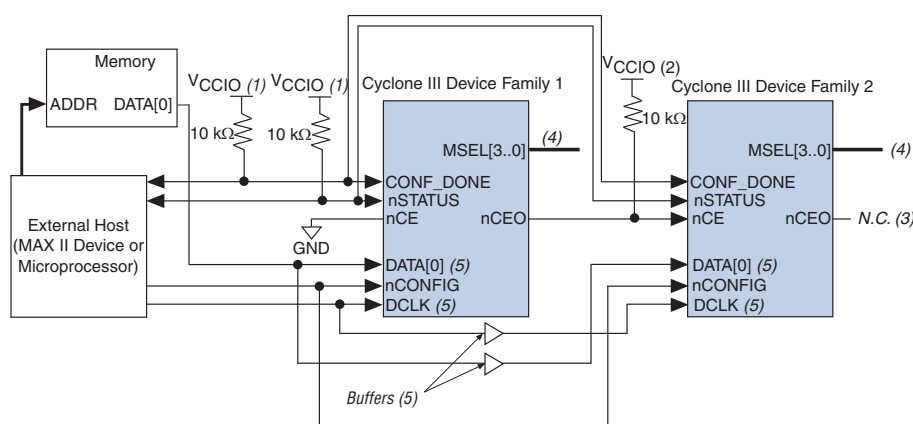 Memory
ADDR DATA[0]
VCCIO (1) VCCIO (1)
10 kΩ 10 kΩ
Cyclone III Device Family 1
MSEL[3..0] (4)
CONF_DONE
nSTATUS
nCE nCEO
GND
DATA[0] (5)
nCONFIG
DCLK (5)
VCCIO (2)
10 kΩ
Cyclone III Device Family 2
MSEL[3..0] (4)
CONF_DONE
nSTATUS
nCE nCEO N.C. (3)
DATA[0] (5)
nCONFIG
DCLK (5)
External Host
(MAX II Device or
Microprocessor)
Buffers (5)